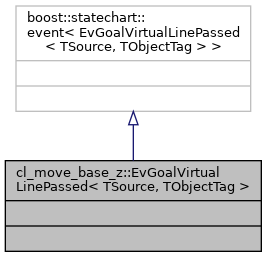 boost::statechart::
event< EvGoalVirtualLinePassed
< TSource, TObjectTag > >
cl_move_base_z::EvGoalVirtual
LinePassed< TSource, TObjectTag >